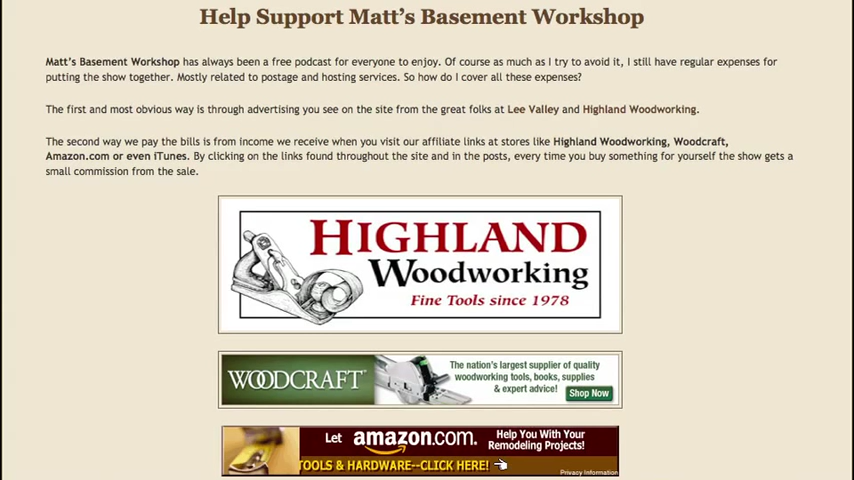 Help Support Matt's Basement Workshop
Matt's Basement Workshop has always been a free podcast for everyone to enjoy. Of course as much as I try to avoid it, I still have regular expenses for
putting the show together. Mostly related to postage and hosting services. So how do I cover all these expenses?
The first and most obvious way is through advertising you see on the site from the great folks at Lee Valley and Highland Woodworking.
The second way we pay the bills is from income we receive when you visit our affiliate links at stores like Highland Woodworking, Woodcraft,
Amazon.com or even iTunes. By clicking on the links found throughout the site and in the posts, every time you buy something for yourself the show gets a
small commission from the sale.
HIGHLAND
Woodworking
Fine Tools since 1978
WOODCRAFT
The nation's largest supplier of quality
woodworking tools, books, supplies
& expert advice!
Shop Now
Let amazon.com. Help You With Your
Remodeling Projects!
TOOLS & HARDWARE--CLICK HERE!
Privacy Information